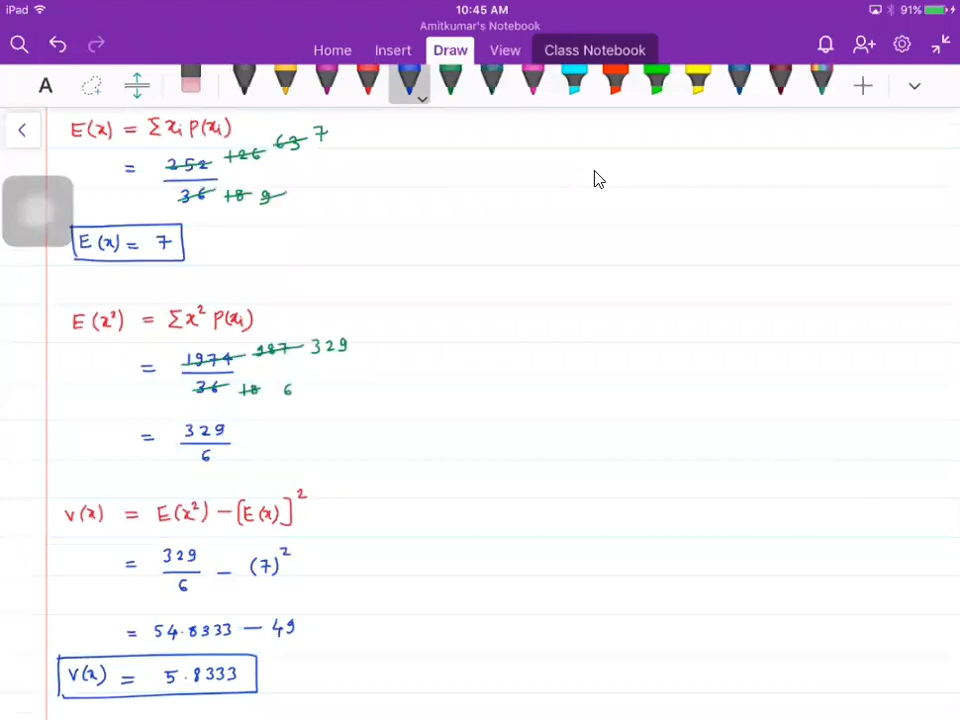 iPad 10:45 AM 91%
Amitkumar's Notebook
Home Insert Draw View Class Notebook
A
E(x) = Σ xi P(xi)
= 252/36 126/18 63/9 7
E(x) = 7
E(x²) = Σx² P(xi)
= 1974/36 987/18 329/6
= 329/6
V(x) = E(x²) - [E(x)]²
= 329/6 - (7)²
= 54.8333 - 49
V(x) = 5.8333